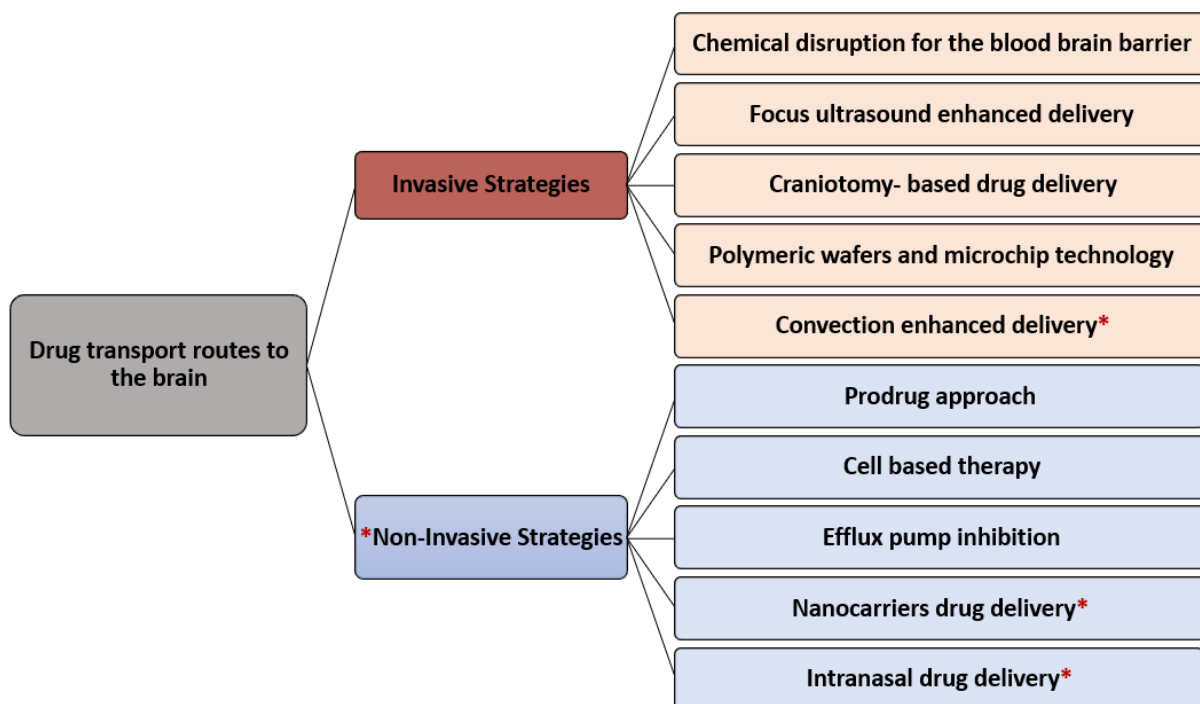 Drug transport routes to
the brain
Invasive Strategies
Chemical disruption for the blood brain barrier
Focus ultrasound enhanced delivery
Craniotomy- based drug delivery
Polymeric wafers and microchip technology
Convection enhanced delivery*
*Non-Invasive Strategies
Prodrug approach
Cell based therapy
Efflux pump inhibition
Nanocarriers drug delivery*
Intranasal drug delivery*